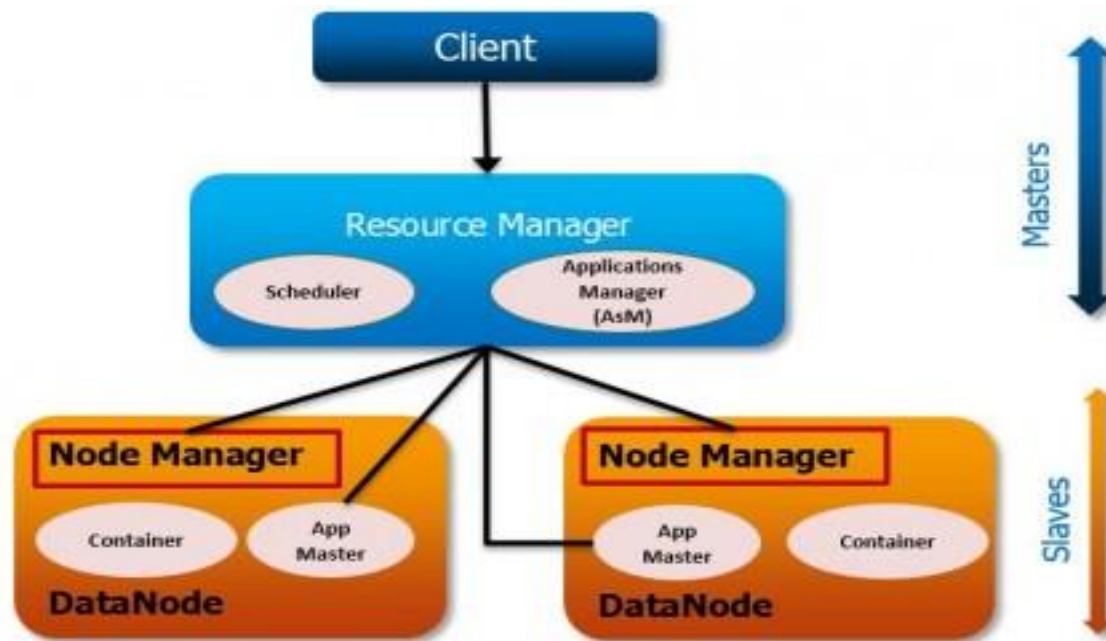 Client
Masters
Resource Manager
Scheduler
Applications
Manager
(AsM)
Node Manager
Container
App
Master
DataNode
Node Manager
App
Master
Container
DataNode
Slaves